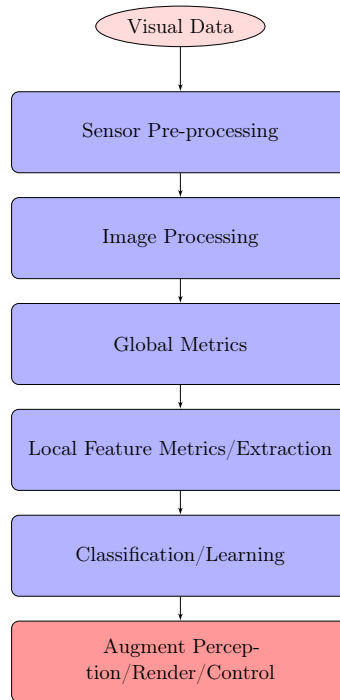 Visual Data
Sensor Pre-processing
Image Processing
Global Metrics
Local Feature Metrics/Extraction
Classification/Learning
Augment Percep-
tion/Render/Control